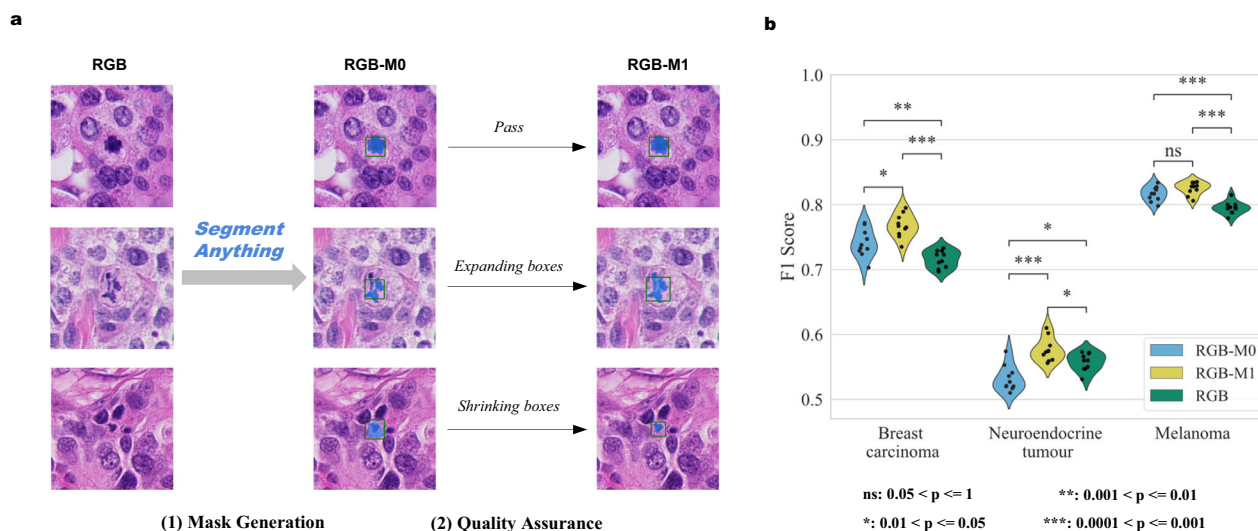 a
RGB
RGB-M0
RGB-M1
Pass
Segment
Anything
Expanding boxes
Shrinking boxes
(1) Mask Generation
(2) Quality Assurance
b
1.0
0.9
0.8
0.7
0.6
0.5
F1 Score
**
***
*
*
***
*
***
***
ns
RGB-M0
RGB-M1
RGB
Breast
carcinoma
Neuroendocrine
tumour
Melanoma
ns: 0.05 < p <= 1
**: 0.001 < p <= 0.01
*: 0.01 < p <= 0.05
***: 0.0001 < p <= 0.001